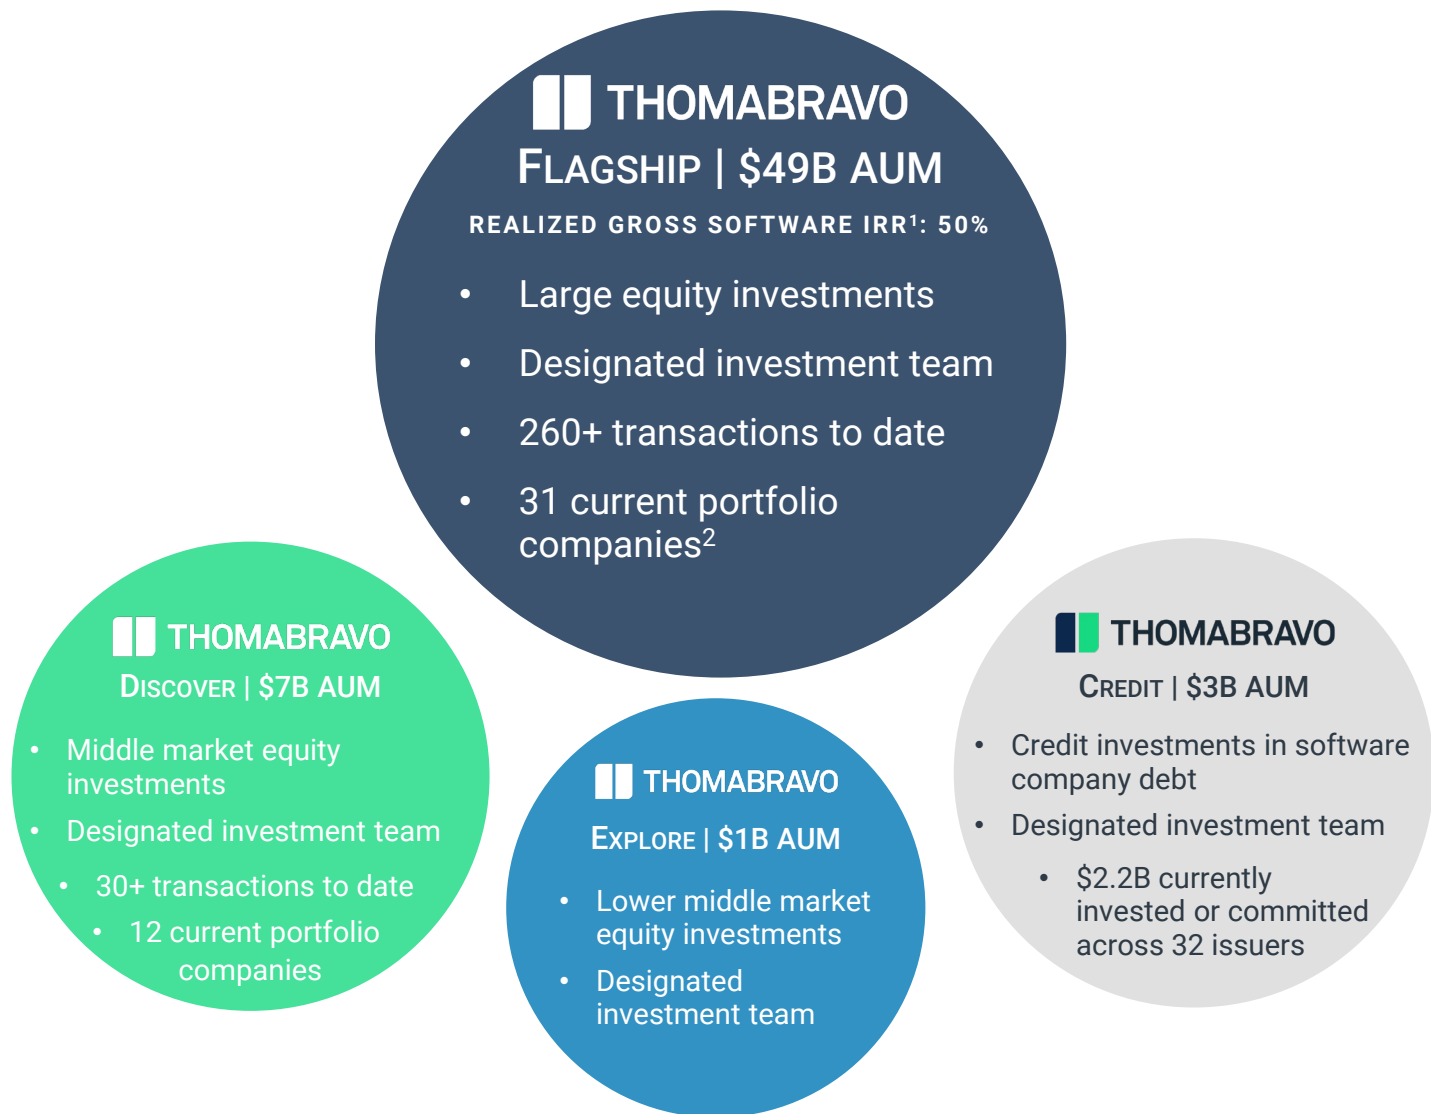 THOMABRAVO
FLAGSHIP | $49B AUM
REALIZED GROSS SOFTWARE IRR¹: 50%
• Large equity investments
• Designated investment team
• 260+ transactions to date
• 31 current portfolio
companies²
THOMABRAVO
DISCOVER | $7B AUM
• Middle market equity
investments
• Designated investment team
• 30+ transactions to date
• 12 current portfolio
companies
THOMABRAVO
EXPLORE | $1B AUM
• Lower middle market
equity investments
• Designated
investment team
THOMABRAVO
CREDIT | $3B AUM
• Credit investments in software
company debt
• Designated investment team
• $2.2B currently
invested or committed
across 32 issuers